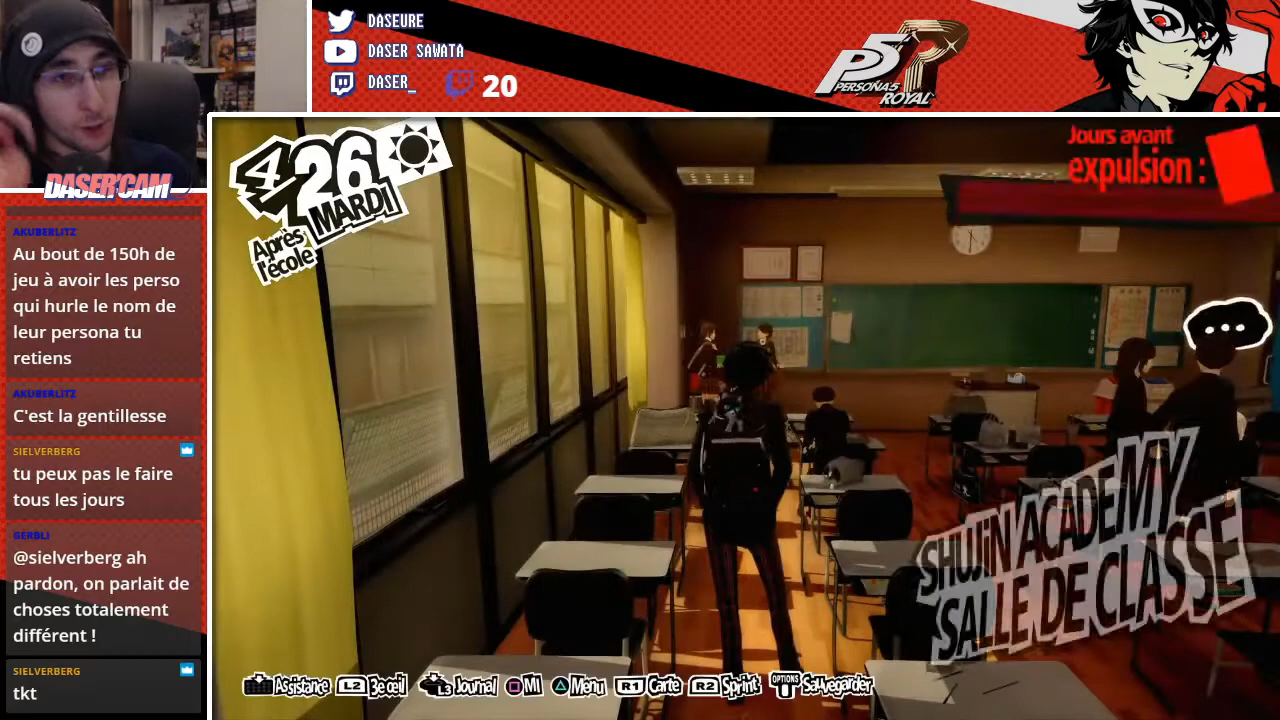 DASEURE
DASER SAWATA
DASER_
20
P5R
PERSONA5
ROYAL
DASER'CAM
AKUBERLITZ
Au bout de 150h de
jeu à avoir les perso
qui hurle le nom de
leur persona tu
retiens
AKUBERLITZ
C'est la gentillesse
SIELVERBERG
tu peux pas le faire
tous les jours
GERBLI
@sielverberg ah
pardon, on parlait de
choses totalement
différent !
SIELVERBERG
tkt
4/26
MARDI
Après
l'école
Jours avant
expulsion :
...
SHUJIN ACADEMY
SALLE DE CLASSE
Assistance
L2 3e œil
L3 Journal
MI
Menu
R1 Carte
R2 Sprint
OPTIONS Sauvegarder